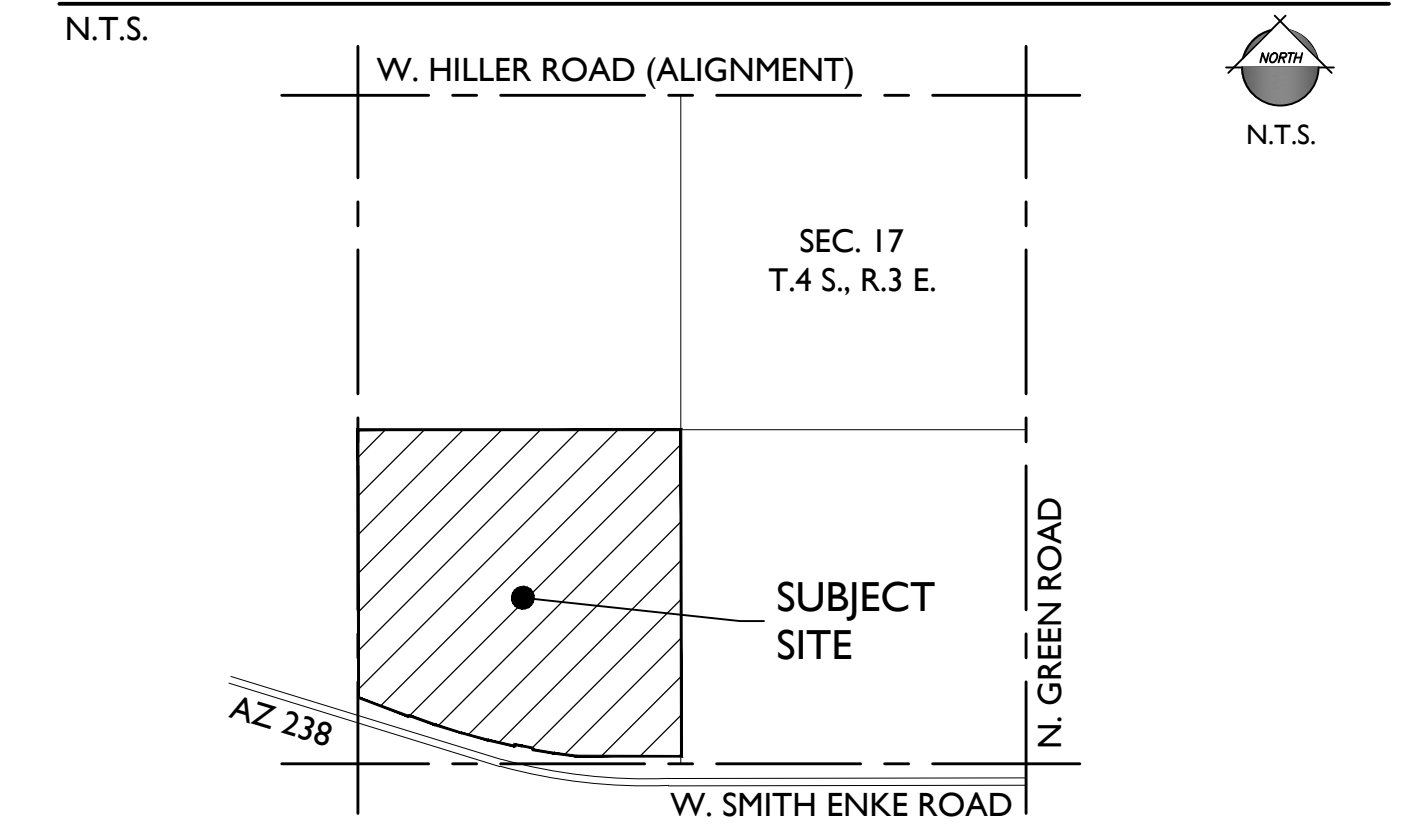 N.T.S.
W. HILLER ROAD (ALIGNMENT)
NORTH
N.T.S.
SEC. 17
T.4 S., R.3 E.
SUBJECT
SITE
N. GREEN ROAD
AZ 238
W. SMITH ENKE ROAD